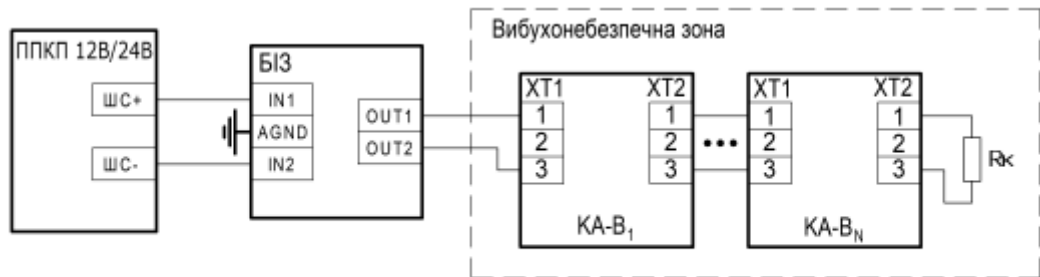 Вибухонебезпечна зона
ППКП 12В/24В
ШС+
ШС-
БІЗ
IN1
AGND
IN2
OUT1
OUT2
XT1
1
2
3
XT2
1
2
3
КА-В₁
...
XT1
1
2
3
XT2
1
2
3
КА-В_N
Rк